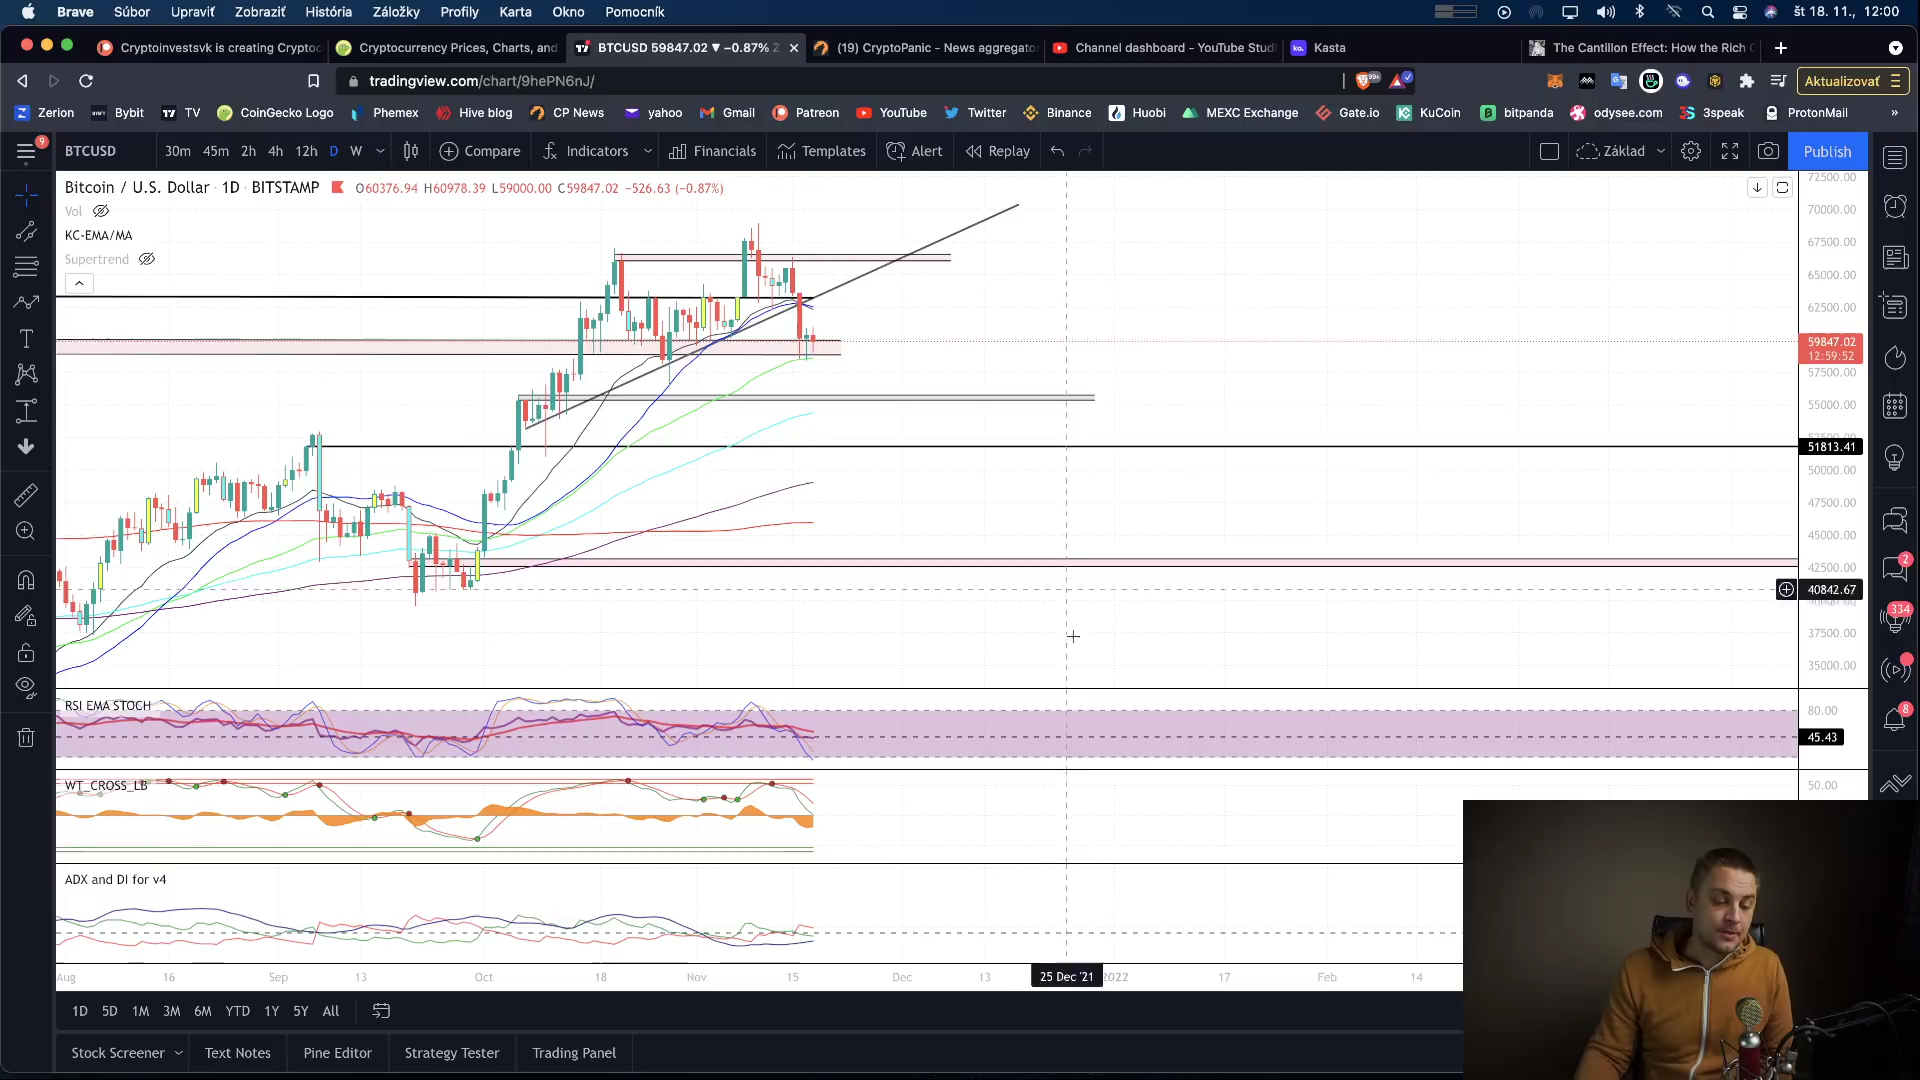 Brave Súbor Upraviť Zobraziť História Záložky Profily Karta Okno Pomocník št 18. 11., 12:00
Cryptoinvestsvk is creating Cryptoc Cryptocurrency Prices, Charts, and BTCUSD 59847.02 ▼ −0.87% Z (19) CryptoPanic - News aggregato Channel dashboard - YouTube Studi Kasta The Cantillon Effect: How the Rich
tradingview.com/chart/9hePN6nJ/ 99+ Aktualizovať
Zerion Bybit TV CoinGecko Logo Phemex Hive blog CP News yahoo Gmail Patreon YouTube Twitter Binance Huobi MEXC Exchange Gate.io KuCoin bitpanda odysee.com 3speak ProtonMail »
9 BTCUSD 30m 45m 2h 4h 12h D W Compare Indicators Financials Templates Alert Replay Základ Publish
Bitcoin / U.S. Dollar · 1D · BITSTAMP O60376.94 H60978.39 L59000.00 C59847.02 −526.63 (−0.87%)
Vol
KC-EMA/MA
Supertrend
72500.00
70000.00
67500.00
65000.00
62500.00
59847.02
12:59:52
57500.00
55000.00
51813.41
50000.00
47500.00
45000.00
42500.00
40842.67
37500.00
35000.00
2
334
8
RSI EMA STOCH
80.00
45.43
WT_CROSS_LB
50.00
ADX and DI for v4
Aug 16 Sep 13 Oct 18 Nov 15 Dec 13 25 Dec '21 2022 17 Feb 14
1D 5D 1M 3M 6M YTD 1Y 5Y All
Stock Screener Text Notes Pine Editor Strategy Tester Trading Panel